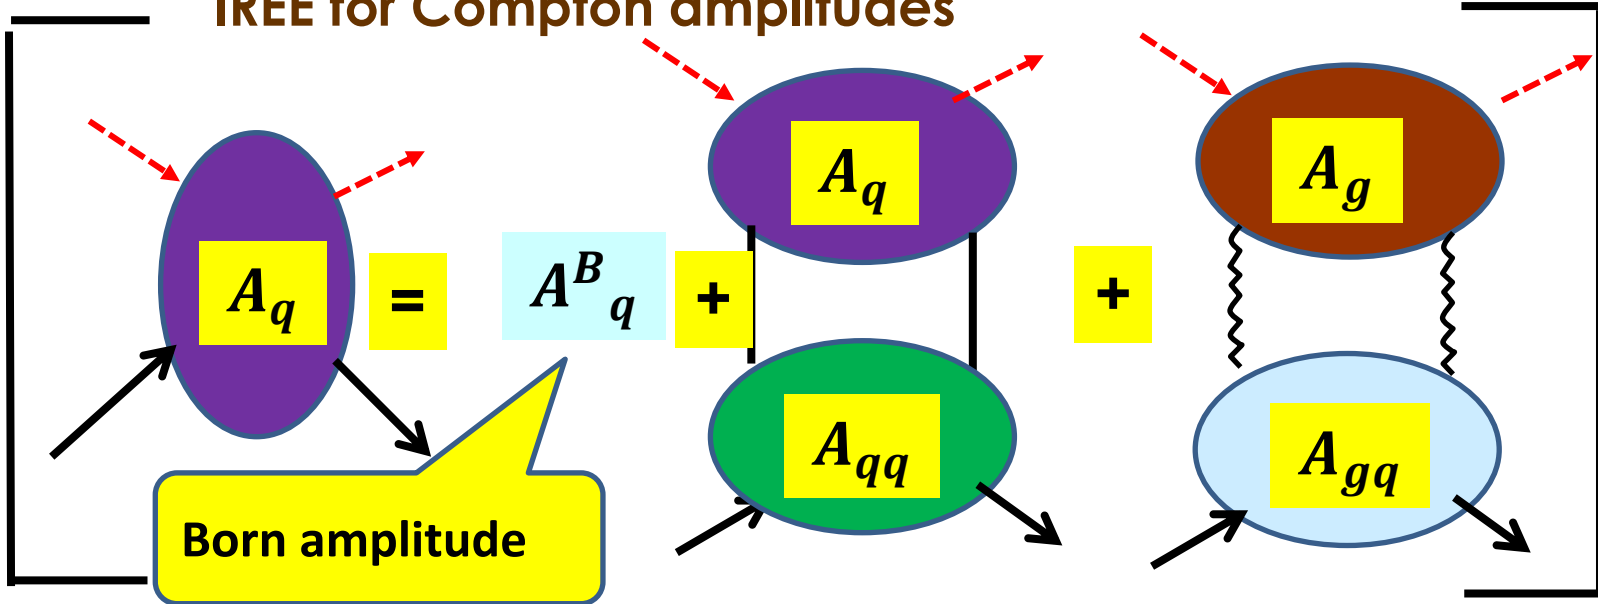 IREE for Compton amplitudes
A_q
=
A^B_q
+
A_q
A_qq
+
A_g
A_gq
Born amplitude